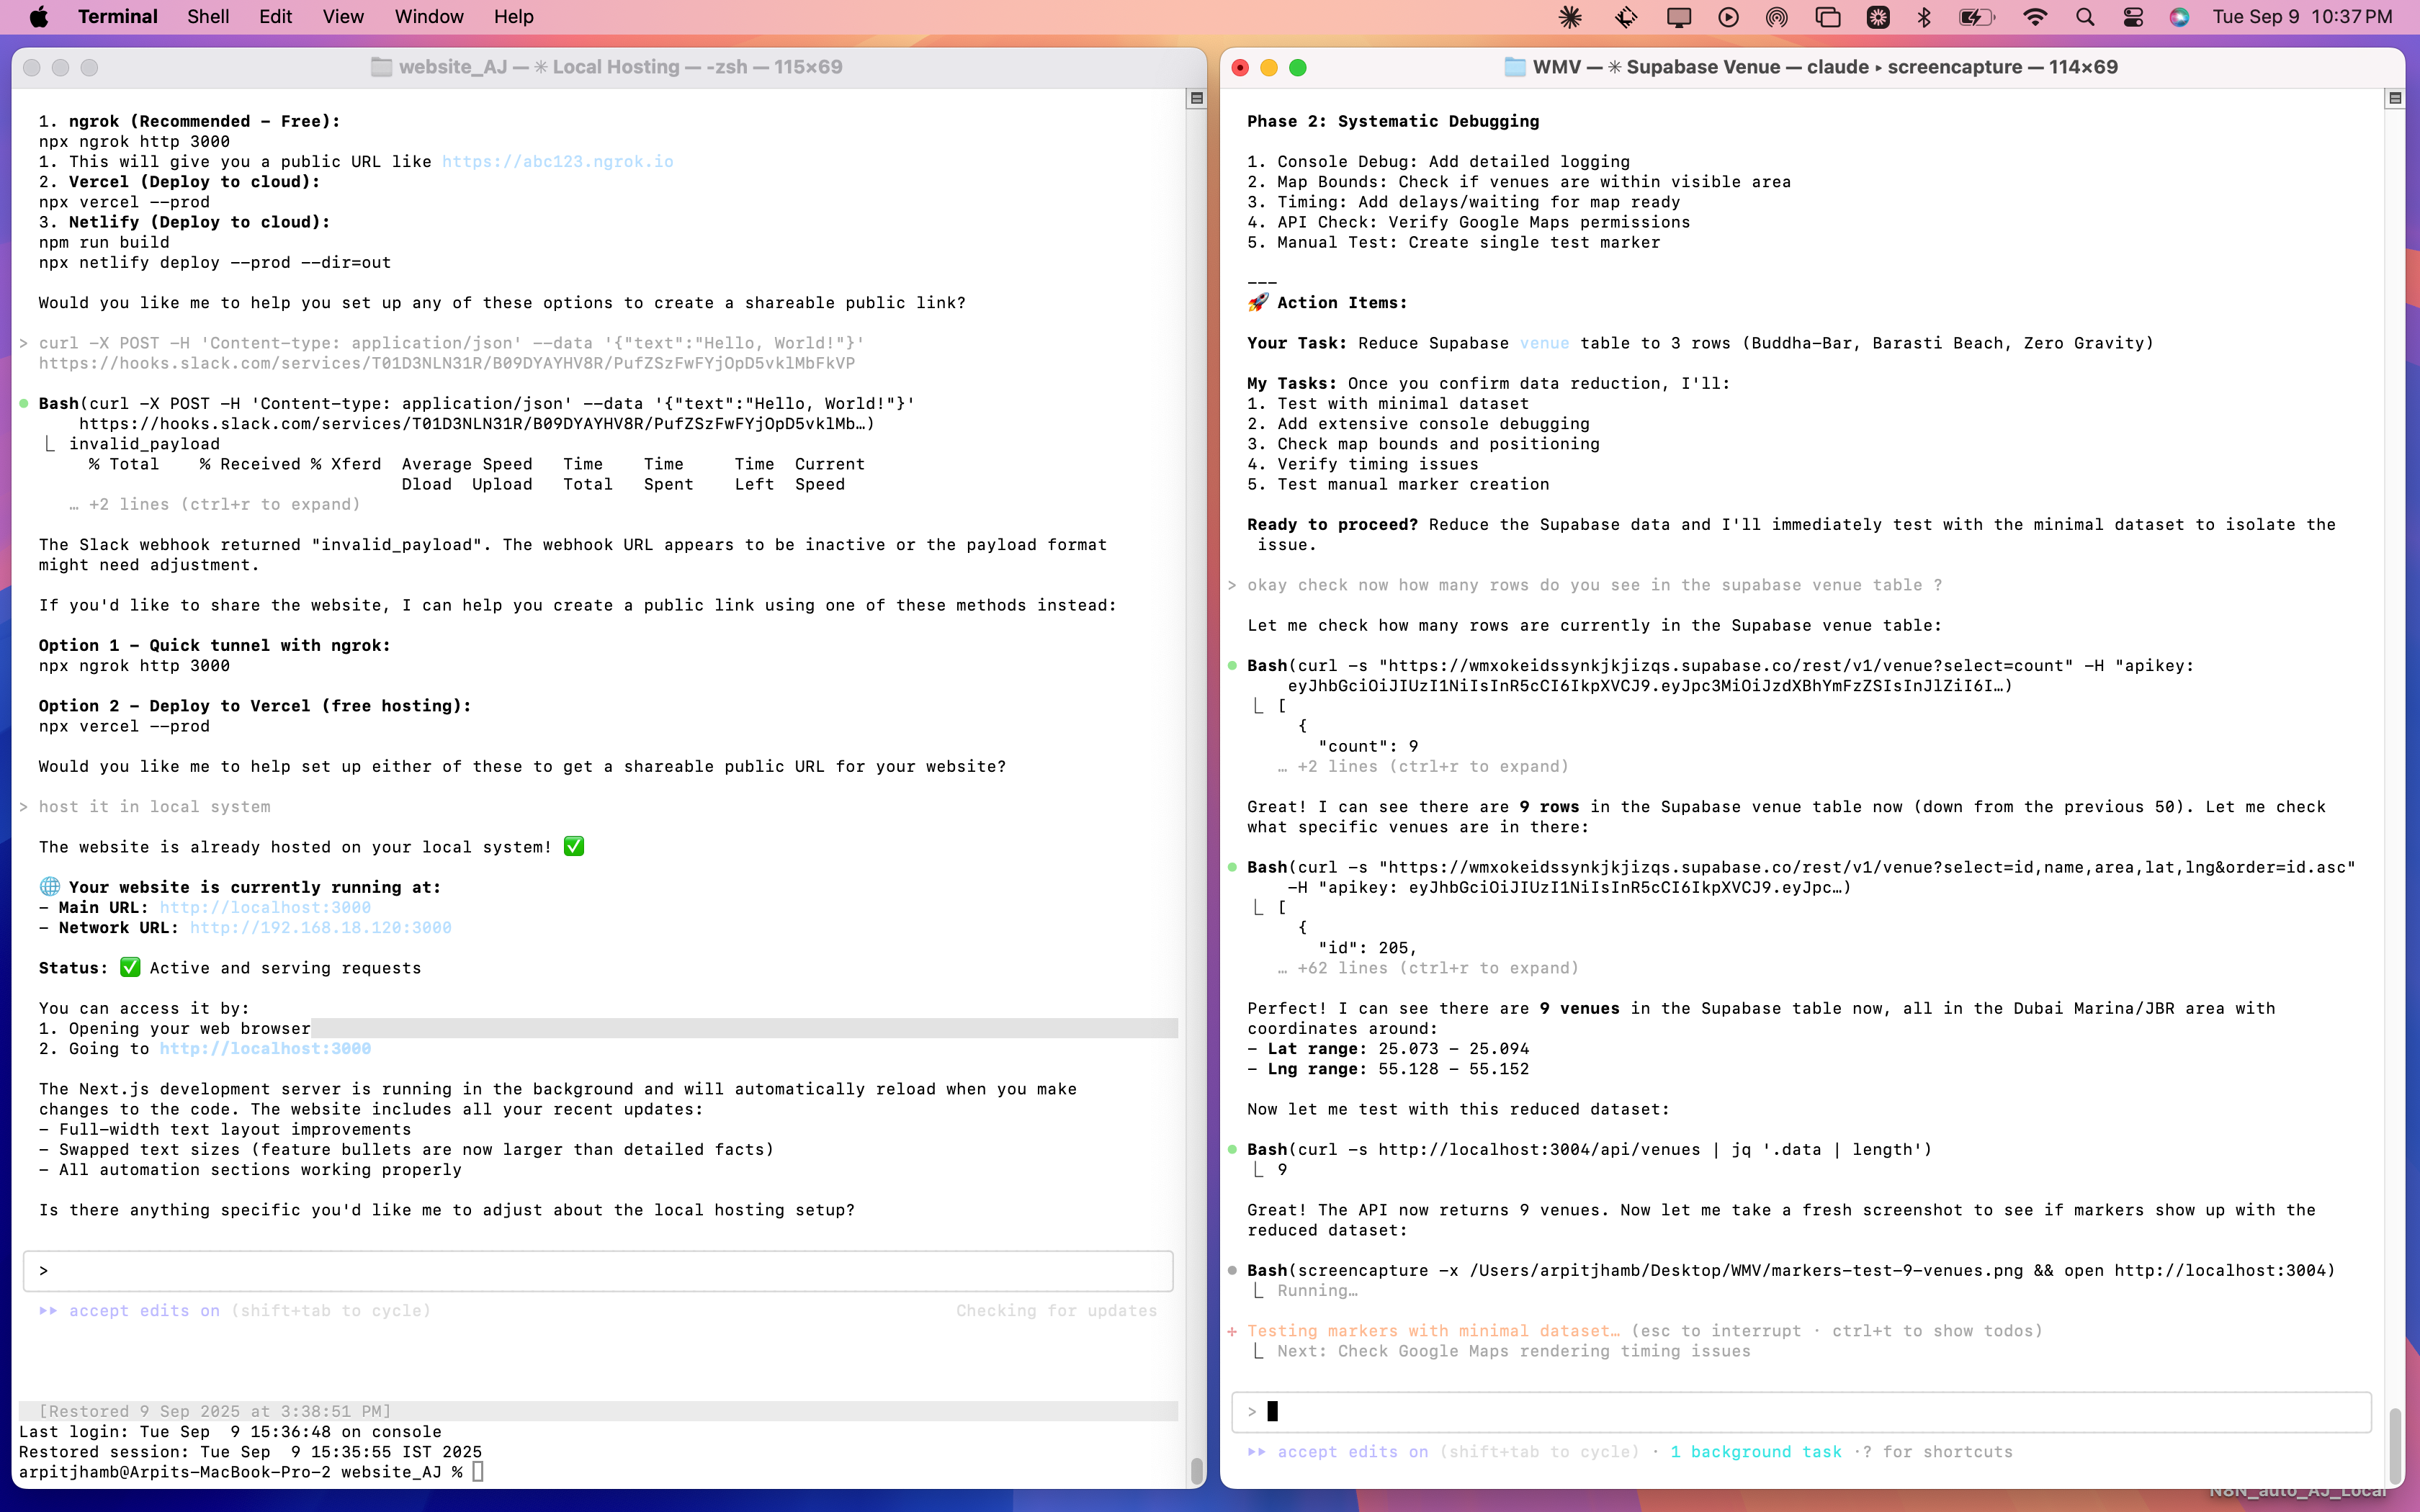 Terminal Shell Edit View Window Help
Tue Sep 9 10:37 PM
website_AJ — ✳ Local Hosting — -zsh — 115×69
1. ngrok (Recommended - Free):
npx ngrok http 3000
1. This will give you a public URL like https://abc123.ngrok.io
2. Vercel (Deploy to cloud):
npx vercel --prod
3. Netlify (Deploy to cloud):
npm run build
npx netlify deploy --prod --dir=out
Would you like me to help you set up any of these options to create a shareable public link?
> curl -X POST -H 'Content-type: application/json' --data '{"text":"Hello, World!"}'
https://hooks.slack.com/services/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
Bash(curl -X POST -H 'Content-type: application/json' --data '{"text":"Hello, World!"}'
https://hooks.slack.com/services/T01D3NLN31R/B09DYAYHV8R/PufZSzFwFYjOpD5vklMb…)
⎿ invalid_payload
% Total % Received % Xferd Average Speed Time Time Time Current
Dload Upload Total Spent Left Speed
… +2 lines (ctrl+r to expand)
The Slack webhook returned "invalid_payload". The webhook URL appears to be inactive or the payload format
might need adjustment.
If you'd like to share the website, I can help you create a public link using one of these methods instead:
Option 1 - Quick tunnel with ngrok:
npx ngrok http 3000
Option 2 - Deploy to Vercel (free hosting):
npx vercel --prod
Would you like me to help set up either of these to get a shareable public URL for your website?
> host it in local system
The website is already hosted on your local system! ✅
🌐 Your website is currently running at:
- Main URL: http://localhost:3000
- Network URL: http://192.168.18.120:3000
Status: ✅ Active and serving requests
You can access it by:
1. Opening your web browser
2. Going to http://localhost:3000
The Next.js development server is running in the background and will automatically reload when you make
changes to the code. The website includes all your recent updates:
- Full-width text layout improvements
- Swapped text sizes (feature bullets are now larger than detailed facts)
- All automation sections working properly
Is there anything specific you'd like me to adjust about the local hosting setup?
>
⏵⏵ accept edits on (shift+tab to cycle) Checking for updates
[Restored 9 Sep 2025 at 3:38:51 PM]
Last login: Tue Sep  9 15:36:48 on console
Restored session: Tue Sep  9 15:35:55 IST 2025
arpitjhamb@Arpits-MacBook-Pro-2 website_AJ %
WMV — ✳ Supabase Venue — claude ▸ screencapture — 114×69
Phase 2: Systematic Debugging
1. Console Debug: Add detailed logging
2. Map Bounds: Check if venues are within visible area
3. Timing: Add delays/waiting for map ready
4. API Check: Verify Google Maps permissions
5. Manual Test: Create single test marker
---
🚀 Action Items:
Your Task: Reduce Supabase venue table to 3 rows (Buddha-Bar, Barasti Beach, Zero Gravity)
My Tasks: Once you confirm data reduction, I'll:
1. Test with minimal dataset
2. Add extensive console debugging
3. Check map bounds and positioning
4. Verify timing issues
5. Test manual marker creation
Ready to proceed? Reduce the Supabase data and I'll immediately test with the minimal dataset to isolate the
issue.
> okay check now how many rows do you see in the supabase venue table ?
Let me check how many rows are currently in the Supabase venue table:
Bash(curl -s "https://wmxokeidssynkjkjizqs.supabase.co/rest/v1/venue?select=count" -H "apikey:
eyJhbGciOiJIUzI1NiIsInR5cCI6IkpXVCJ9.eyJpc3MiOiJzdXBhYmFzZSIsInJlZiI6I…)
⎿ [
{
"count": 9
… +2 lines (ctrl+r to expand)
Great! I can see there are 9 rows in the Supabase venue table now (down from the previous 50). Let me check
what specific venues are in there:
Bash(curl -s "https://wmxokeidssynkjkjizqs.supabase.co/rest/v1/venue?select=id,name,area,lat,lng&order=id.asc"
-H "apikey: eyJhbGciOiJIUzI1NiIsInR5cCI6IkpXVCJ9.eyJpc…)
⎿ [
{
"id": 205,
… +62 lines (ctrl+r to expand)
Perfect! I can see there are 9 venues in the Supabase table now, all in the Dubai Marina/JBR area with
coordinates around:
- Lat range: 25.073 - 25.094
- Lng range: 55.128 - 55.152
Now let me test with this reduced dataset:
Bash(curl -s http://localhost:3004/api/venues | jq '.data | length')
⎿ 9
Great! The API now returns 9 venues. Now let me take a fresh screenshot to see if markers show up with the
reduced dataset:
Bash(screencapture -x /Users/arpitjhamb/Desktop/WMV/markers-test-9-venues.png && open http://localhost:3004)
⎿ Running…
✢ Testing markers with minimal dataset… (esc to interrupt · ctrl+t to show todos)
⎿ Next: Check Google Maps rendering timing issues
>
⏵⏵ accept edits on (shift+tab to cycle) · 1 background task · ? for shortcuts
N8N_auto_AJ_Local